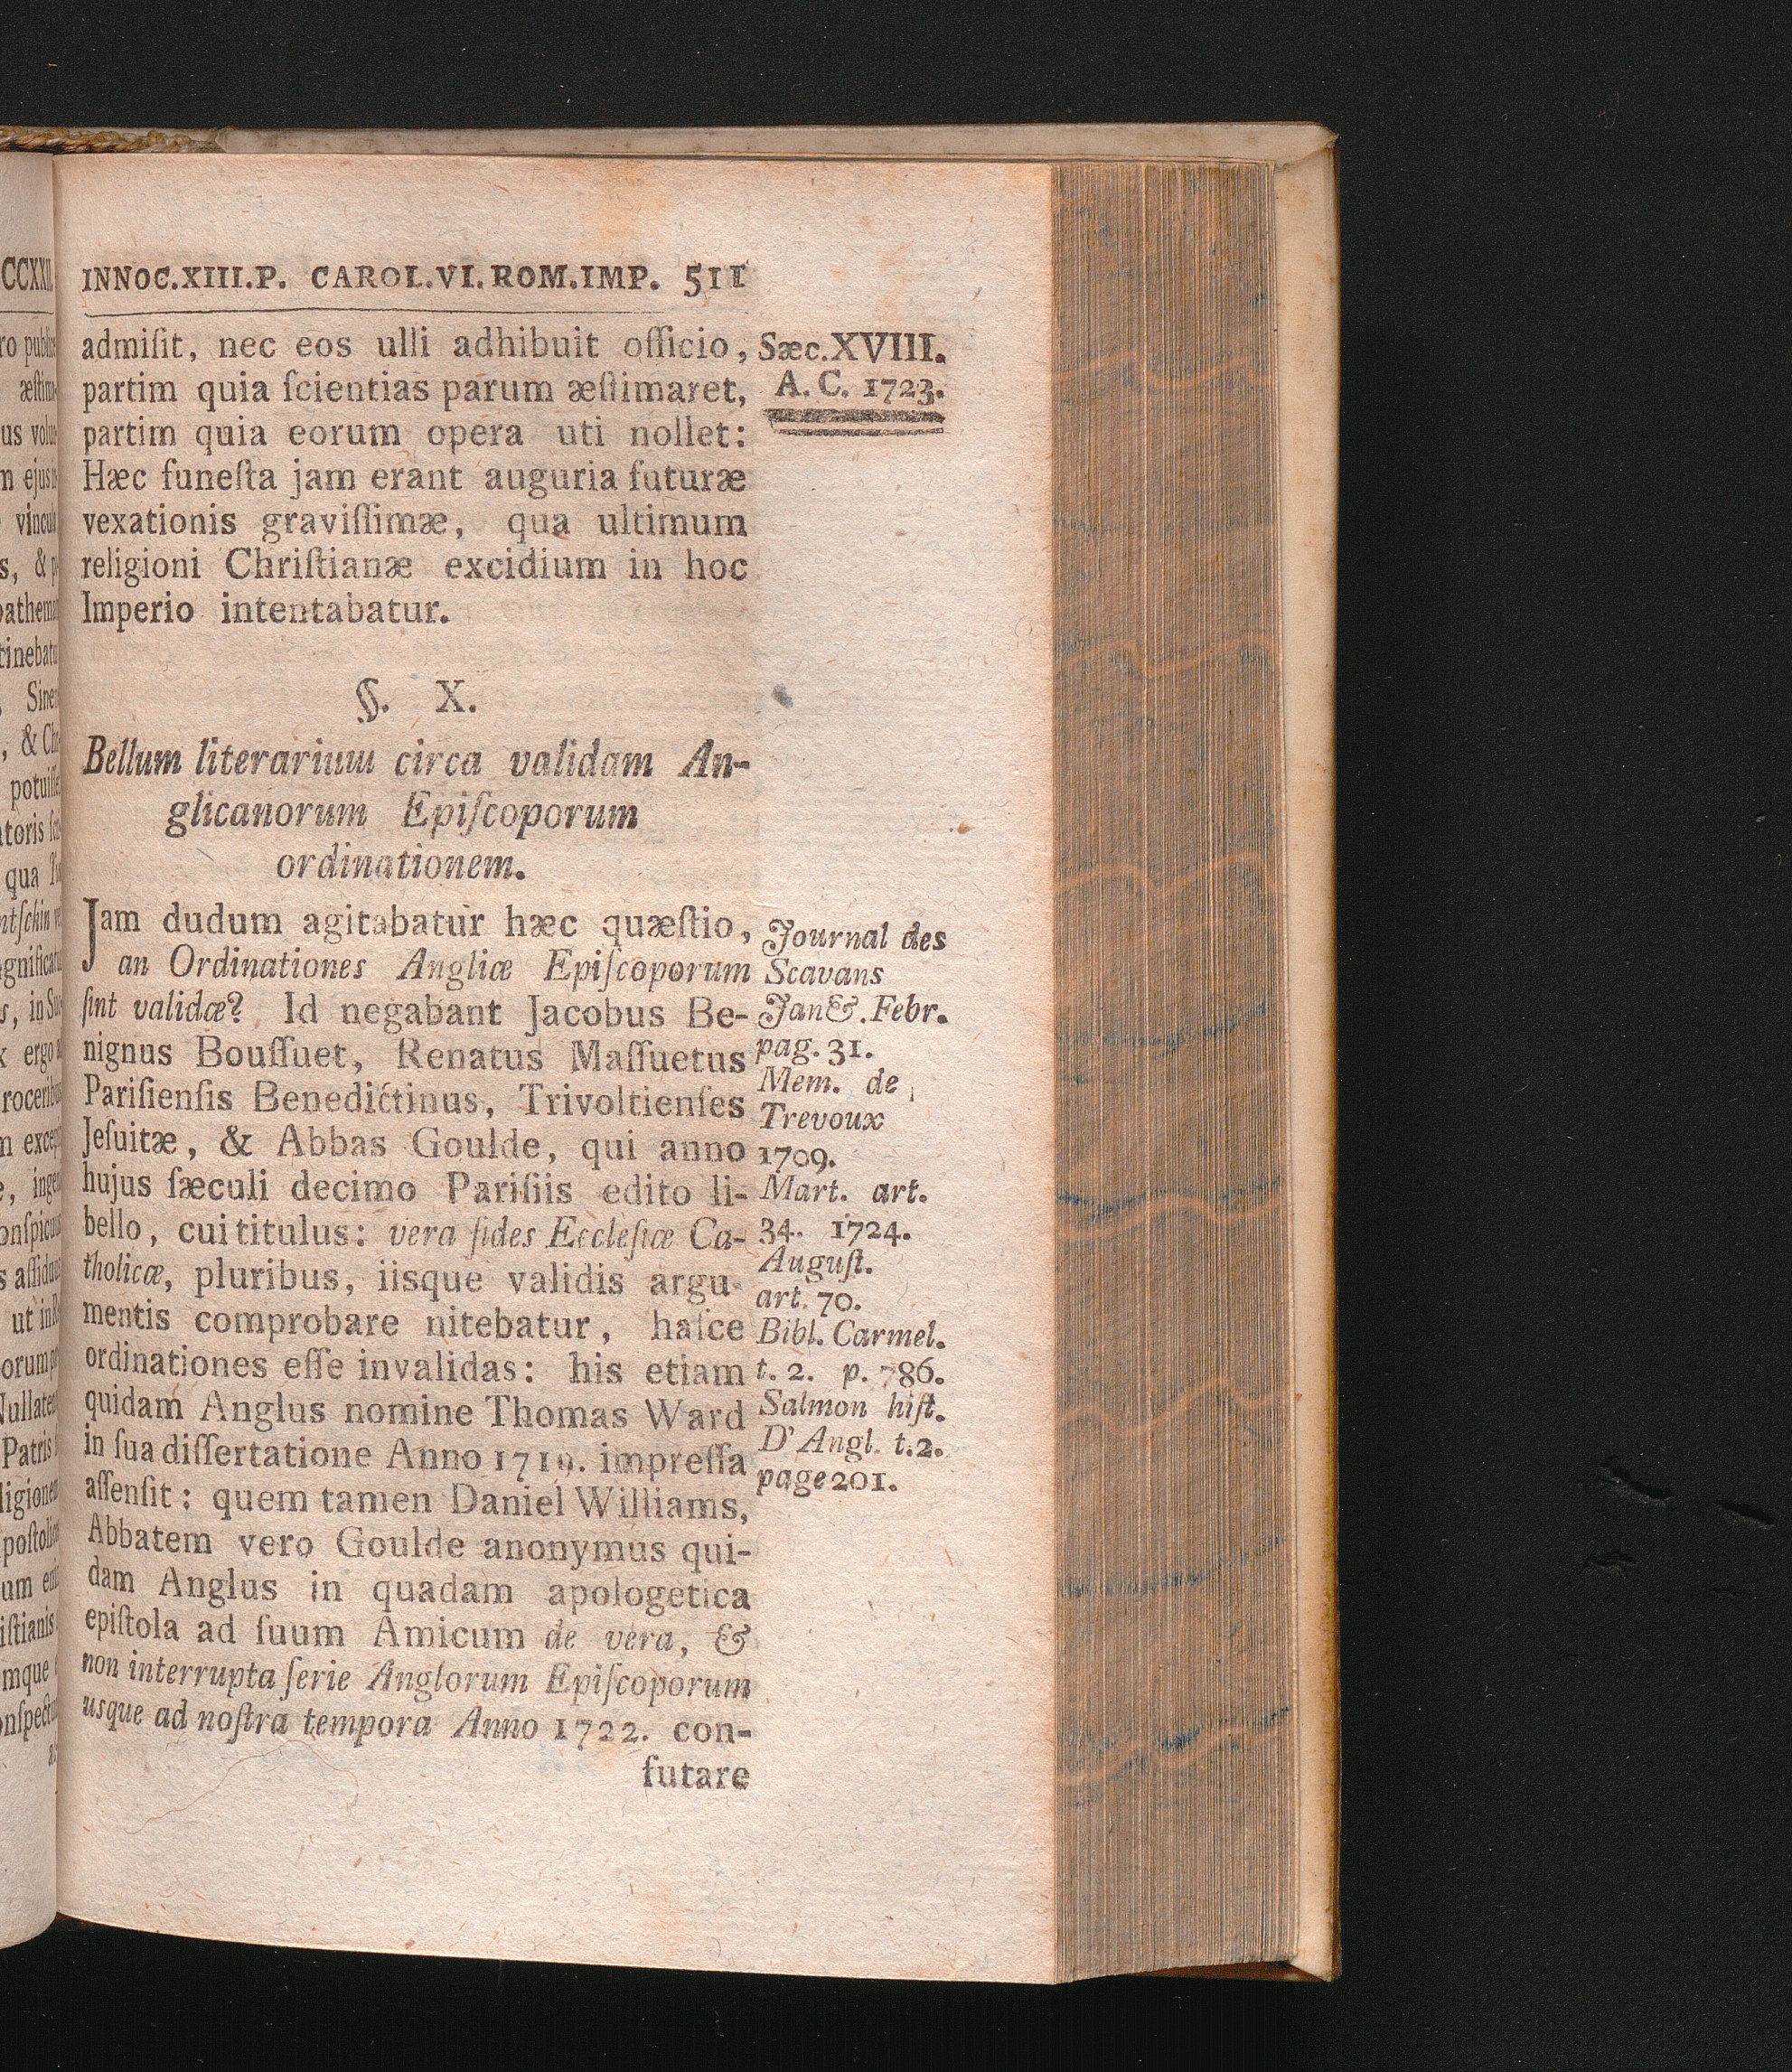 INNOC.XIII.P. CAROL.VI.ROM.IMP. 511
admiſit, nec eos ulli adhibuit officio,
partim quia ſcientias parum æſtimaret,
partim quia eorum opera uti nollet:
Hæc funeſta jam erant auguria futuræ
vexationis graviſſimæ, qua ultimum
religioni Chriſtianæ excidium in hoc
Imperio intentabatur.
Sæc.XVIII.
A. C. 1723.
§. X.
Bellum literarium circa validam An-
glicanorum Epiſcoporum
ordinationem.
Jam dudum agitabatur hæc quæſtio,
an Ordinationes Angliæ Epiſcoporum
ſint validæ? Id negabant Jacobus Be-
nignus Bouſſuet, Renatus Maſſuetus
Pariſienſis Benedictinus, Trivoltienſes
Jeſuitæ, & Abbas Goulde, qui anno
hujus ſæculi decimo Pariſiis edito li-
bello, cui titulus: vera fides Eccleſiæ Ca-
tholicæ, pluribus, iisque validis argu-
mentis comprobare nitebatur, haſce
ordinationes eſſe invalidas: his etiam
quidam Anglus nomine Thomas Ward
in ſua diſſertatione Anno 1719. impreſſa
aſſenſit: quem tamen Daniel Williams,
Abbatem vero Goulde anonymus qui-
dam Anglus in quadam apologetica
epiſtola ad ſuum Amicum de vera, &
non interrupta ſerie Anglorum Epiſcoporum
usque ad noſtra tempora Anno 1722. con-
futare
Journal des
Scavans
Jan&.Febr.
pag. 31.
Mem. de
Trevoux
1709.
Mart. art.
34. 1724.
Auguſt.
art. 70.
Bibl. Carmel.
t. 2. p. 786.
Salmon hiſt.
D'Angl. t.2.
page 201.